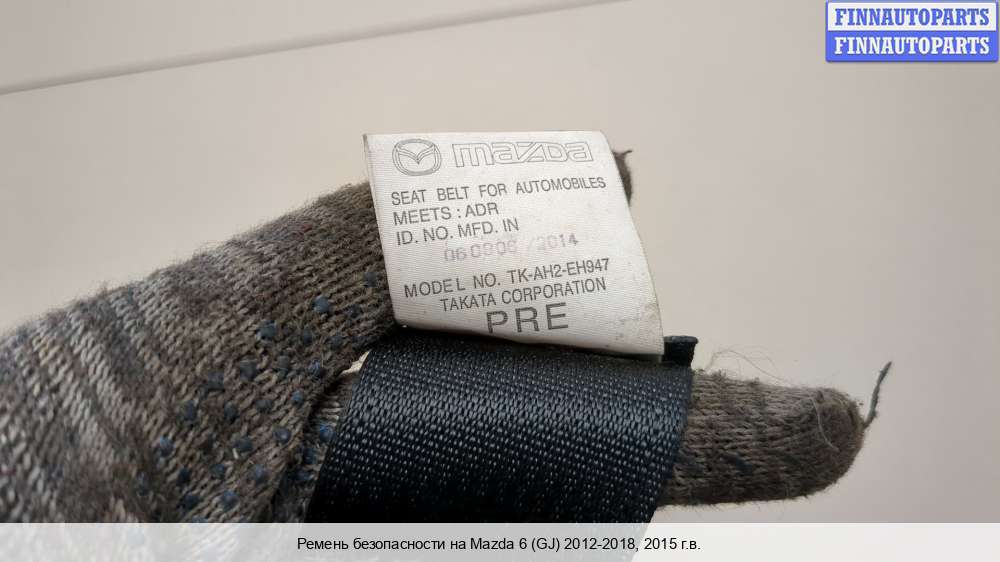 FINNAUTOPARTS
FINNAUTOPARTS
mazda
SEAT BELT FOR AUTOMOBILES
MEETS : ADR
ID. NO. MFD. IN
060806 /2014
MODEL NO. TK-AH2-EH947
TAKATA CORPORATION
PRE
Ремень безопасности на Mazda 6 (GJ) 2012-2018, 2015 г.в.